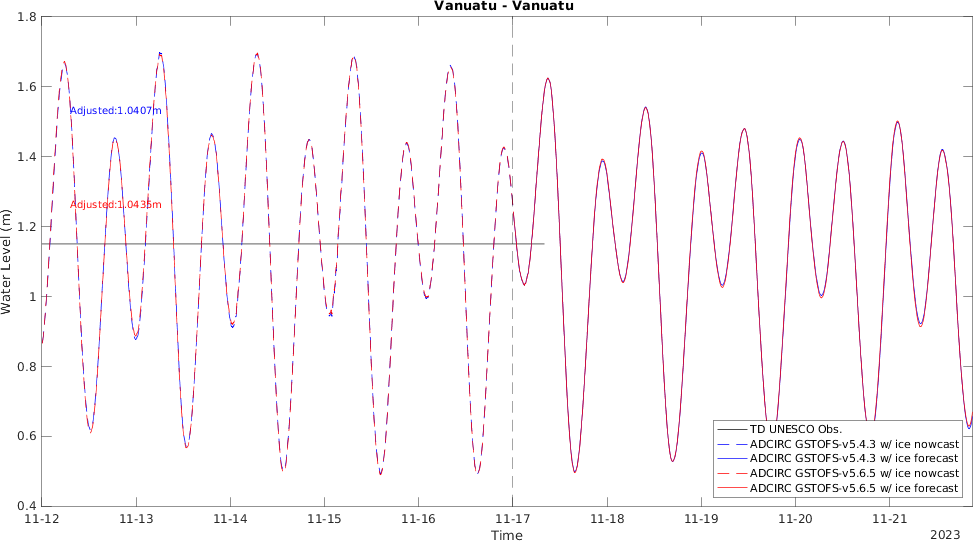 Vanuatu - Vanuatu
1.8
1.6
1.4
1.2
1
0.8
0.6
0.4
Water Level (m)
Adjusted:1.0407m
Adjusted:1.0435m
TD UNESCO Obs.
ADCIRC GSTOFS-v5.4.3 w/ ice nowcast
ADCIRC GSTOFS-v5.4.3 w/ ice forecast
ADCIRC GSTOFS-v5.6.5 w/ ice nowcast
ADCIRC GSTOFS-v5.6.5 w/ ice forecast
11-12 11-13 11-14 11-15 11-16 11-17 11-18 11-19 11-20 11-21
Time
2023